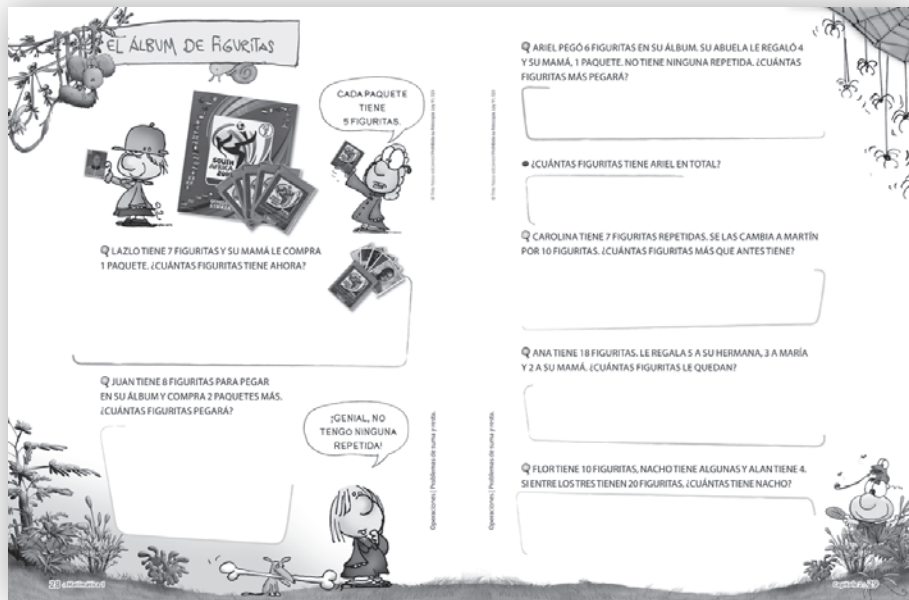 EL ÁLBUM DE FIGURITAS
CADA PAQUETE
TIENE
5 FIGURITAS.
SOUTH
AFRICA
LAZLO TIENE 7 FIGURITAS Y SU MAMÁ LE COMPRA
1 PAQUETE. ¿CUÁNTAS FIGURITAS TIENE AHORA?
JUAN TIENE 8 FIGURITAS PARA PEGAR
EN SU ÁLBUM Y COMPRA 2 PAQUETES MÁS.
¿CUÁNTAS FIGURITAS PEGARÁ?
¡GENIAL, NO
TENGO NINGUNA
REPETIDA!
Operaciones | Problemas de suma y resta.
28 - Matimática 1
ARIEL PEGÓ 6 FIGURITAS EN SU ÁLBUM. SU ABUELA LE REGALÓ 4
Y SU MAMÁ, 1 PAQUETE. NO TIENE NINGUNA REPETIDA. ¿CUÁNTAS
FIGURITAS MÁS PEGARÁ?
¿CUÁNTAS FIGURITAS TIENE ARIEL EN TOTAL?
CAROLINA TIENE 7 FIGURITAS REPETIDAS. SE LAS CAMBIA A MARTÍN
POR 10 FIGURITAS. ¿CUÁNTAS FIGURITAS MÁS QUE ANTES TIENE?
ANA TIENE 18 FIGURITAS. LE REGALA 5 A SU HERMANA, 3 A MARÍA
Y 2 A SU MAMÁ. ¿CUÁNTAS FIGURITAS LE QUEDAN?
FLOR TIENE 10 FIGURITAS, NACHO TIENE ALGUNAS Y ALAN TIENE 4.
SI ENTRE LOS TRES TIENEN 20 FIGURITAS, ¿CUÁNTAS TIENE NACHO?
Operaciones | Problemas de suma y resta.
Capítulo 2 - 29